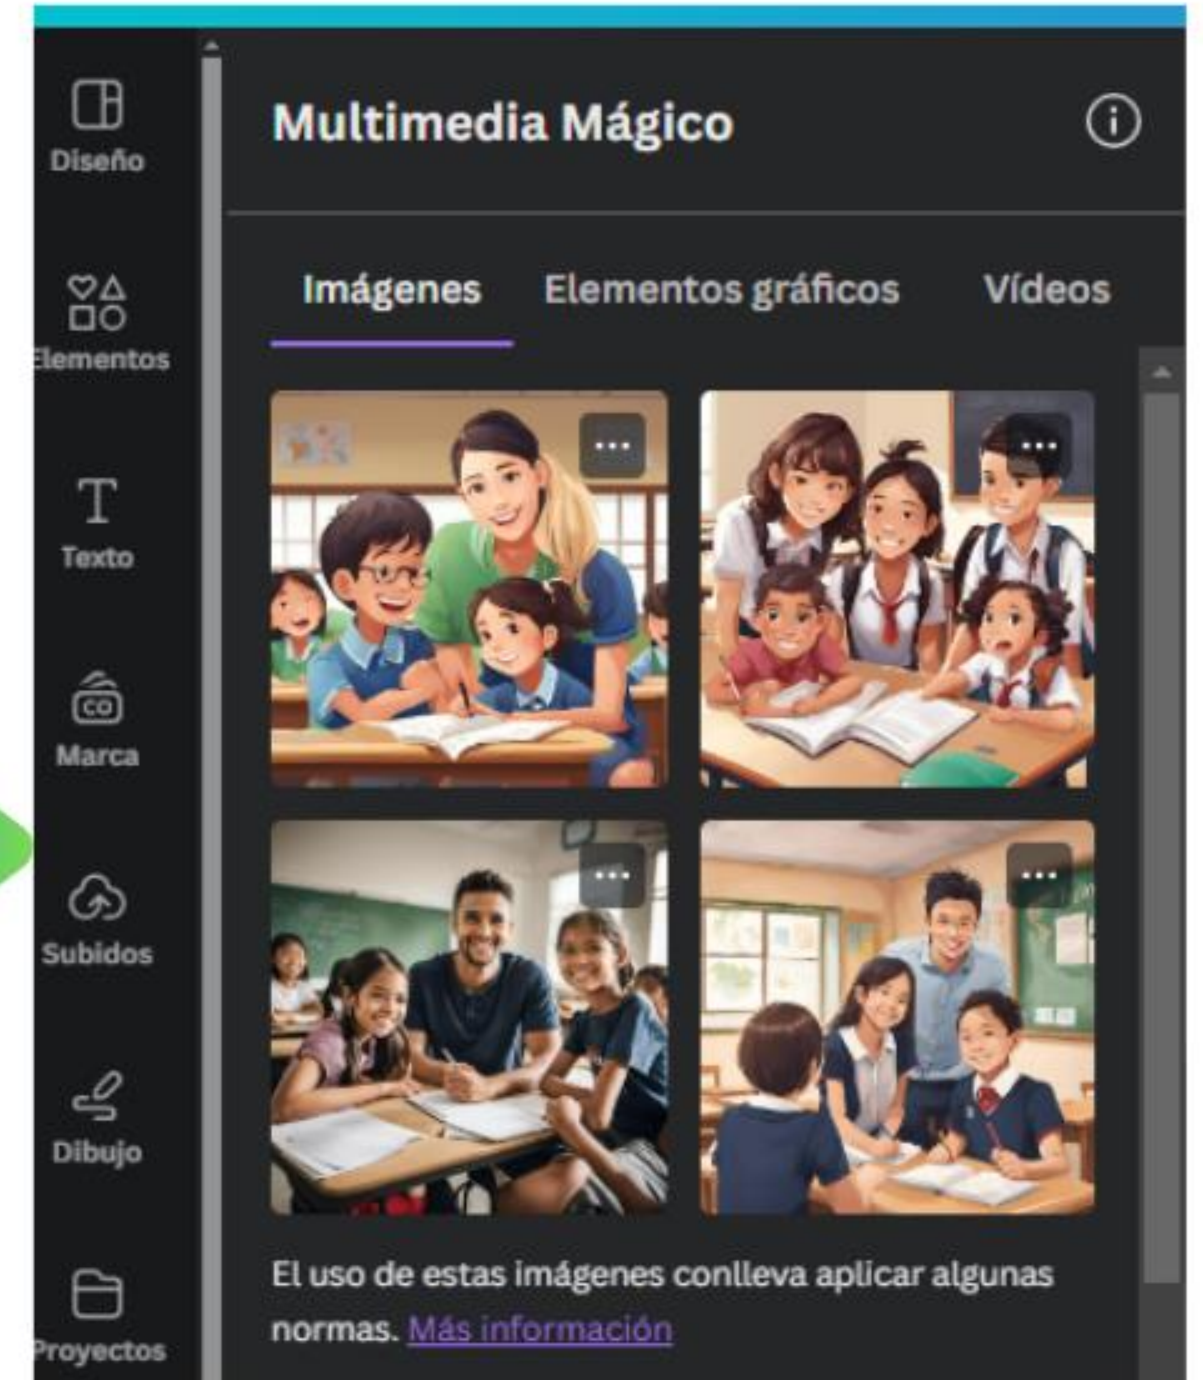 Multimedia Mágico
Diseño
Imágenes
Elementos gráficos
Vídeos
Elementos
Texto
CO
Marca
Subidos
Dibujo
Proyectos
El uso de estas imágenes conlleva aplicar algunas
normas. Más información